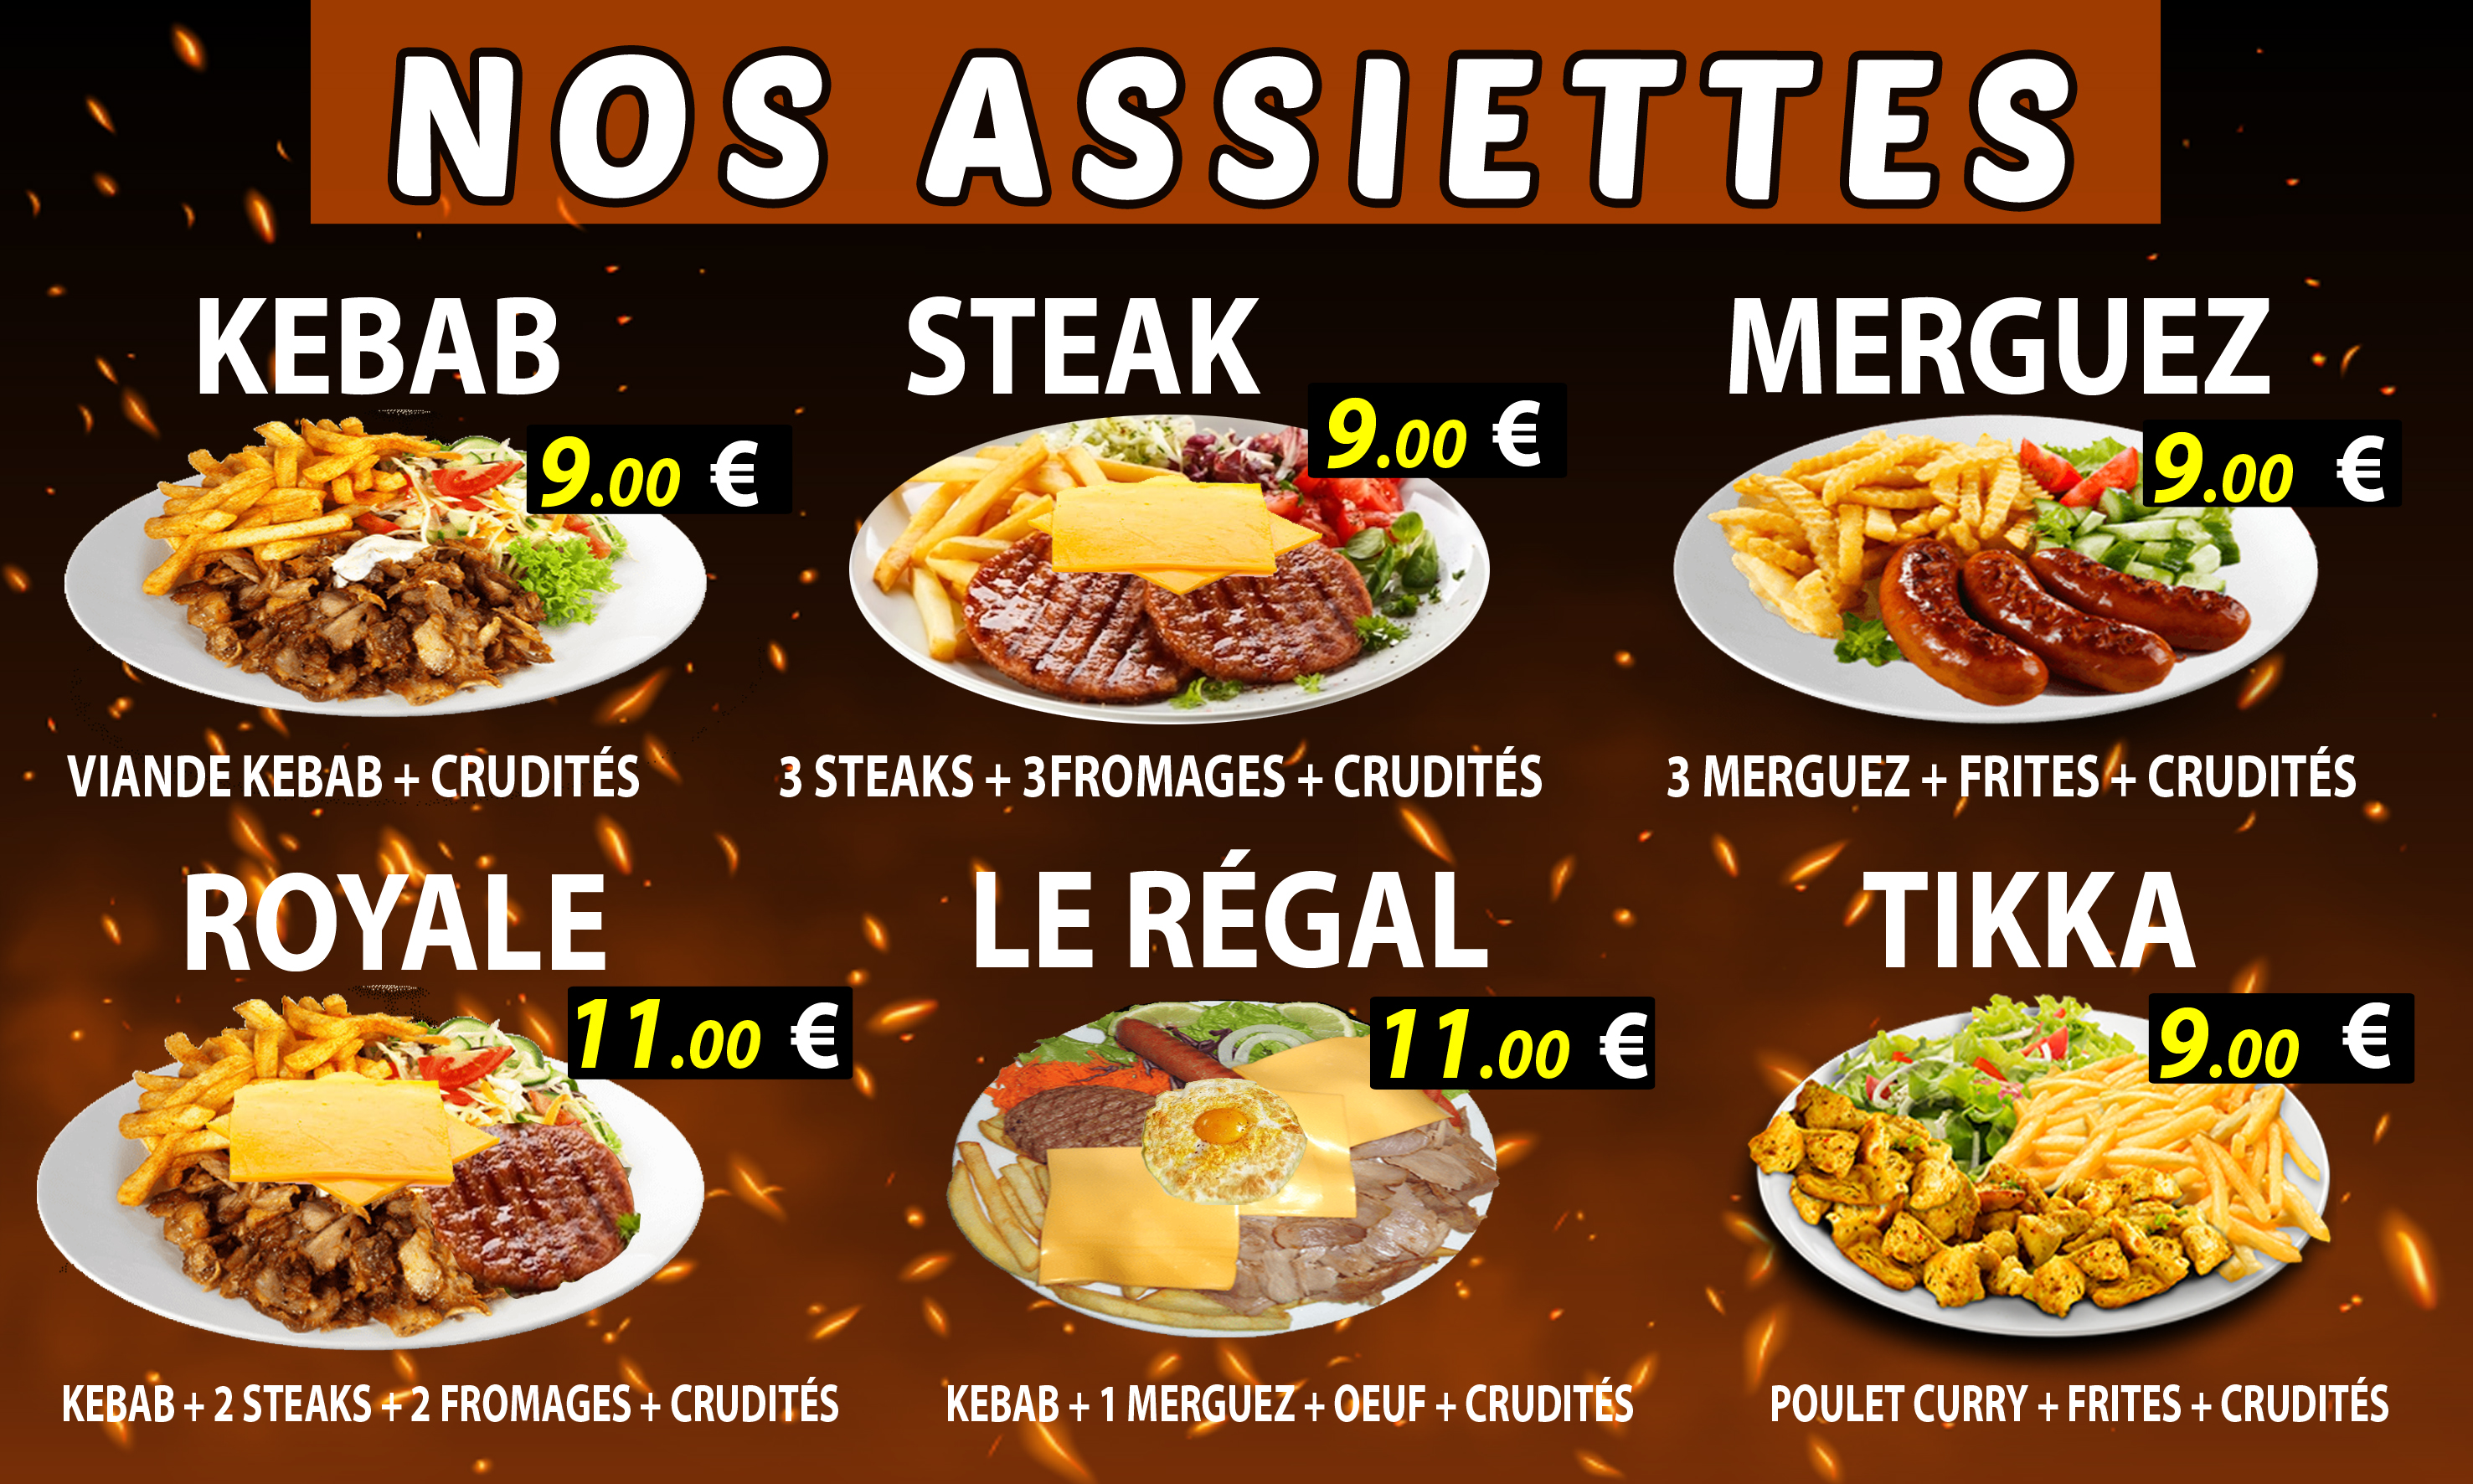 NOS ASSIETTES
KEBAB
9.00 €
VIANDE KEBAB + CRUDITÉS
STEAK
9.00 €
3 STEAKS + 3FROMAGES + CRUDITÉS
MERGUEZ
9.00 €
3 MERGUEZ + FRITES + CRUDITÉS
ROYALE
11.00 €
KEBAB + 2 STEAKS + 2 FROMAGES + CRUDITÉS
LE RÉGAL
11.00 €
KEBAB + 1 MERGUEZ + OEUF + CRUDITÉS
TIKKA
9.00 €
POULET CURRY + FRITES + CRUDITÉS